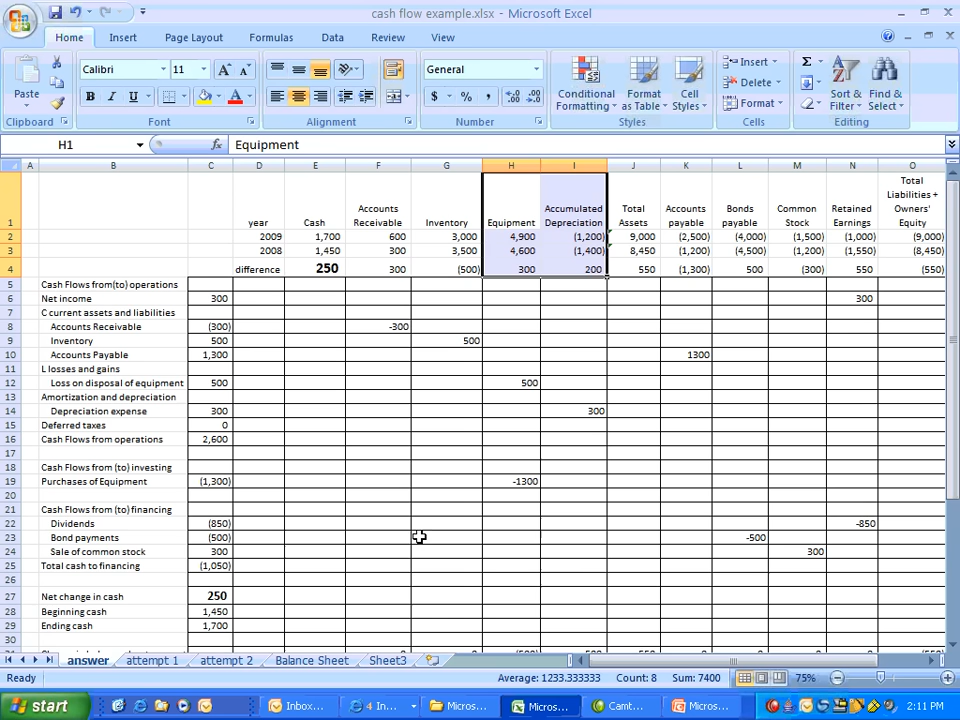 cash flow example.xlsx - Microsoft Excel
Home Insert Page Layout Formulas Data Review View
Calibri 11 A A General Insert Σ
Paste B I U A $ % , .00 .00 Conditional Formatting Format as Table Cell Styles Delete Format Sort & Filter Find & Select
Clipboard Font Alignment Number Styles Cells Editing
H1 fx Equipment
A B C D E F G H I J K L M N O
1 year Cash Accounts Receivable Inventory Equipment Accumulated Depreciation Total Assets Accounts payable Bonds payable Common Stock Retained Earnings Total Liabilities + Owners' Equity
2 2009 1,700 600 3,000 4,900 (1,200) 9,000 (2,500) (4,000) (1,500) (1,000) (9,000)
3 2008 1,450 300 3,500 4,600 (1,400) 8,450 (1,200) (4,500) (1,200) (1,550) (8,450)
4 difference 250 300 (500) 300 200 550 (1,300) 500 (300) 550 (550)
5 Cash Flows from(to) operations
6 Net income 300 300
7 C current assets and liabilities
8 Accounts Receivable (300) -300
9 Inventory 500 500
10 Accounts Payable 1,300 1300
11 L losses and gains
12 Loss on disposal of equipment 500 500
13 Amortization and depreciation
14 Depreciation expense 300 300
15 Deferred taxes 0
16 Cash Flows from operations 2,600
17
18 Cash Flows from (to) investing
19 Purchases of Equipment (1,300) -1300
20
21 Cash Flows from (to) financing
22 Dividends (850) -850
23 Bond payments (500) -500
24 Sale of common stock 300 300
25 Total cash to financing (1,050)
26
27 Net change in cash 250
28 Beginning cash 1,450
29 Ending cash 1,700
30
answer attempt 1 attempt 2 Balance Sheet Sheet3
Ready Average: 1233.333333 Count: 8 Sum: 7400 75%
start Inbox... 4 In... Micros... Micros... Camt... Micros... 2:11 PM